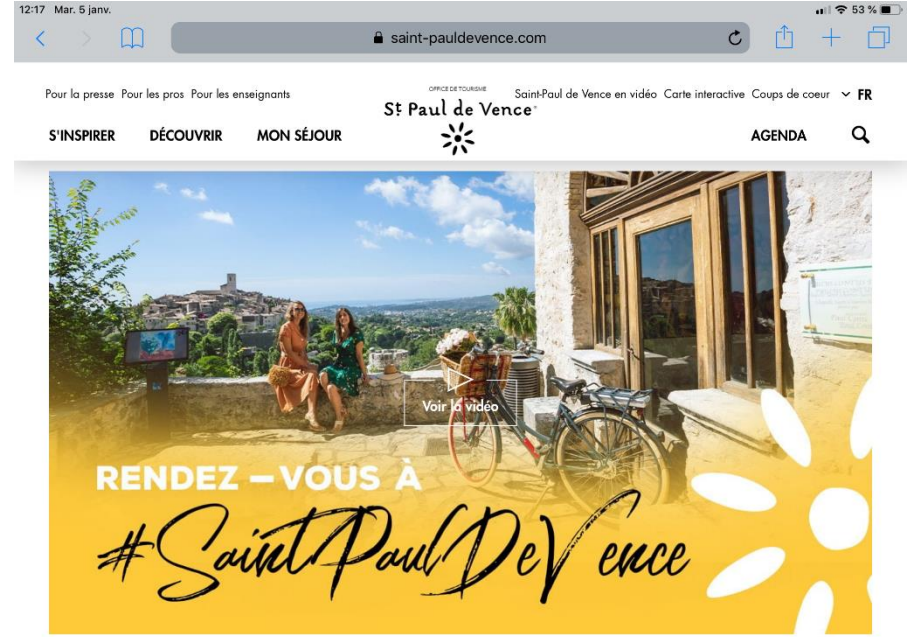 12:17 Mar. 5 janv. 53 %
saint-pauldevence.com
Pour la presse Pour les pros Pour les enseignants
OFFICE DE TOURISME
St Paul de Vence
Saint-Paul de Vence en vidéo Carte interactive Coups de coeur FR
S'INSPIRER DÉCOUVRIR MON SÉJOUR
AGENDA
Voir la vidéo
RENDEZ – VOUS À
#SaintPaulDeVence